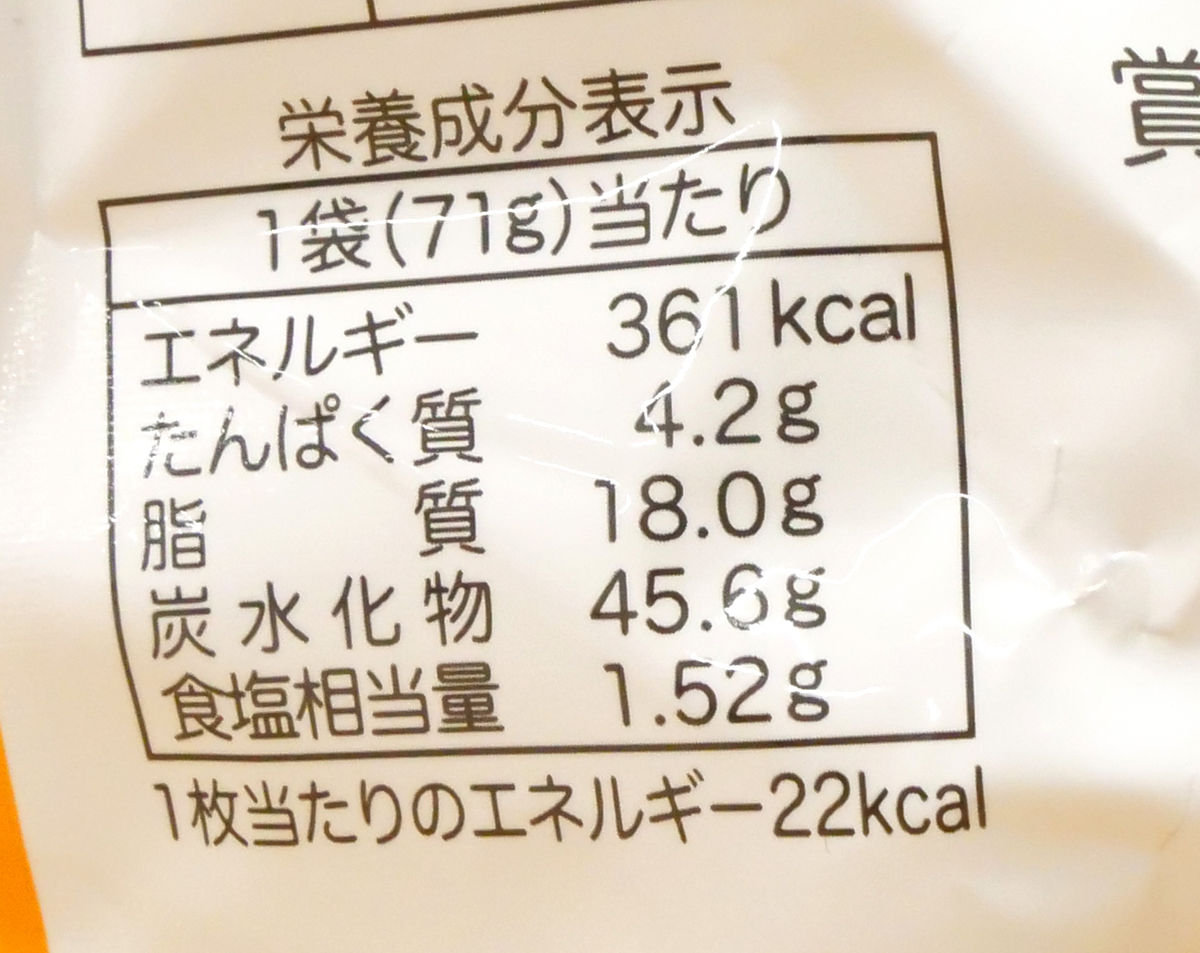 栄養成分表示
賞
1袋(71g)当たり
エネルギー 361kcal
たんぱく質 4.2g
脂質 18.0g
炭水化物 45.6g
食塩相当量 1.52g
1枚当たりのエネルギー22kcal